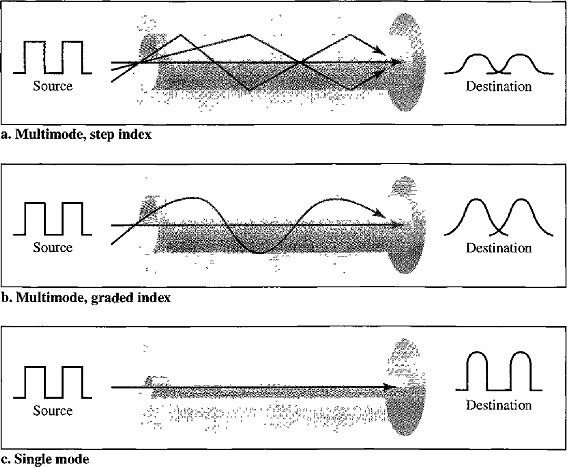 Source
Destination
a. Multimode, step index
Source
Destination
b. Multimode, graded index
Source
Destination
c. Single mode